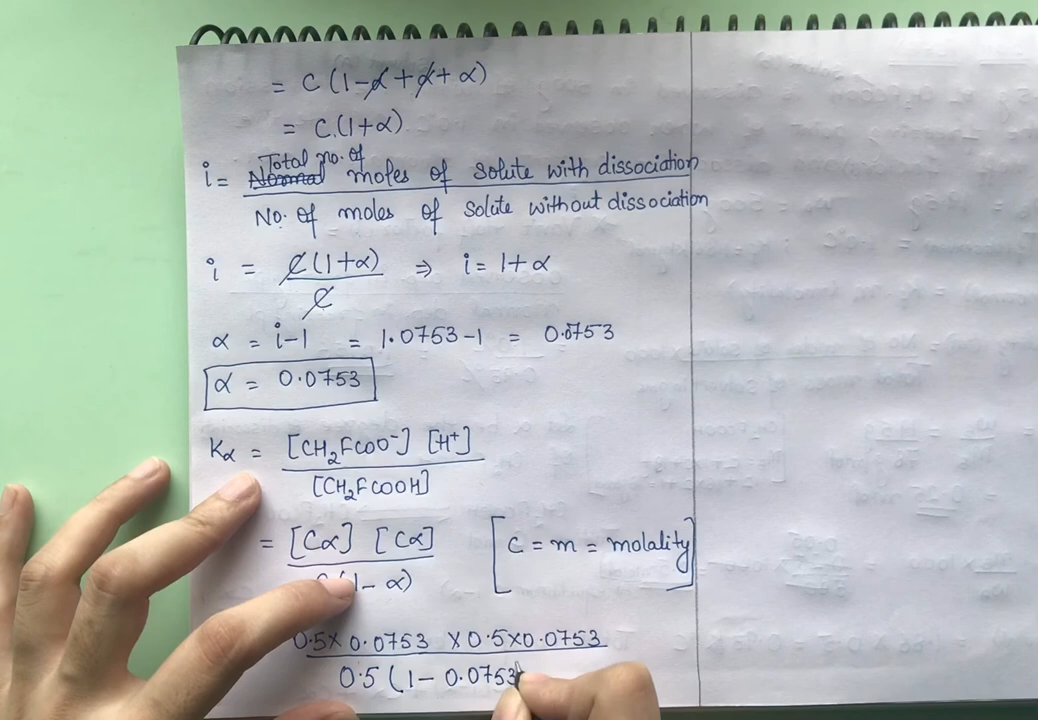 = C (1-α+α+α)
= C.(1+α)
Total no. of
i = Normal moles of solute with dissociation
No. of moles of solute without dissociation
i = C(1+α) ⇒ i = 1+α
C
α = i-1 = 1.0753-1 = 0.0753
α = 0.0753
Kα = [CH₂FCOO⁻] [H⁺]
[CH₂FCOOH]
= [Cα] [Cα] [C = m = molality]
C(1-α)
0.5×0.0753 ×0.5×0.0753
0.5 (1-0.0753